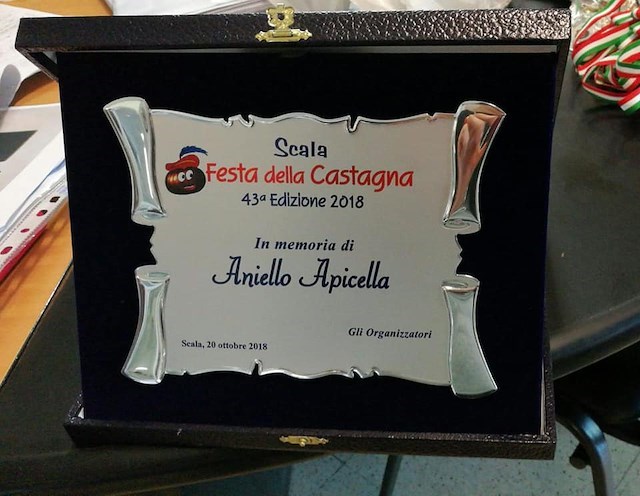 Scala
Festa della Castagna
43ª Edizione 2018
In memoria di
Aniello Apicella
Gli Organizzatori
Scala, 20 ottobre 2018